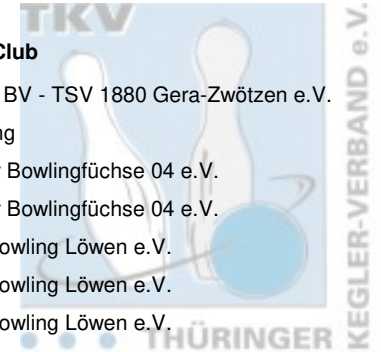 TKV
Club
BV - TSV 1880 Gera-Zwötzen e.V.
Bowlingfüchse 04 e.V.
Bowlingfüchse 04 e.V.
owling Löwen e.V.
owling Löwen e.V.
owling Löwen e.V.
THÜRINGER
KEGLER-VERBAND e.V.